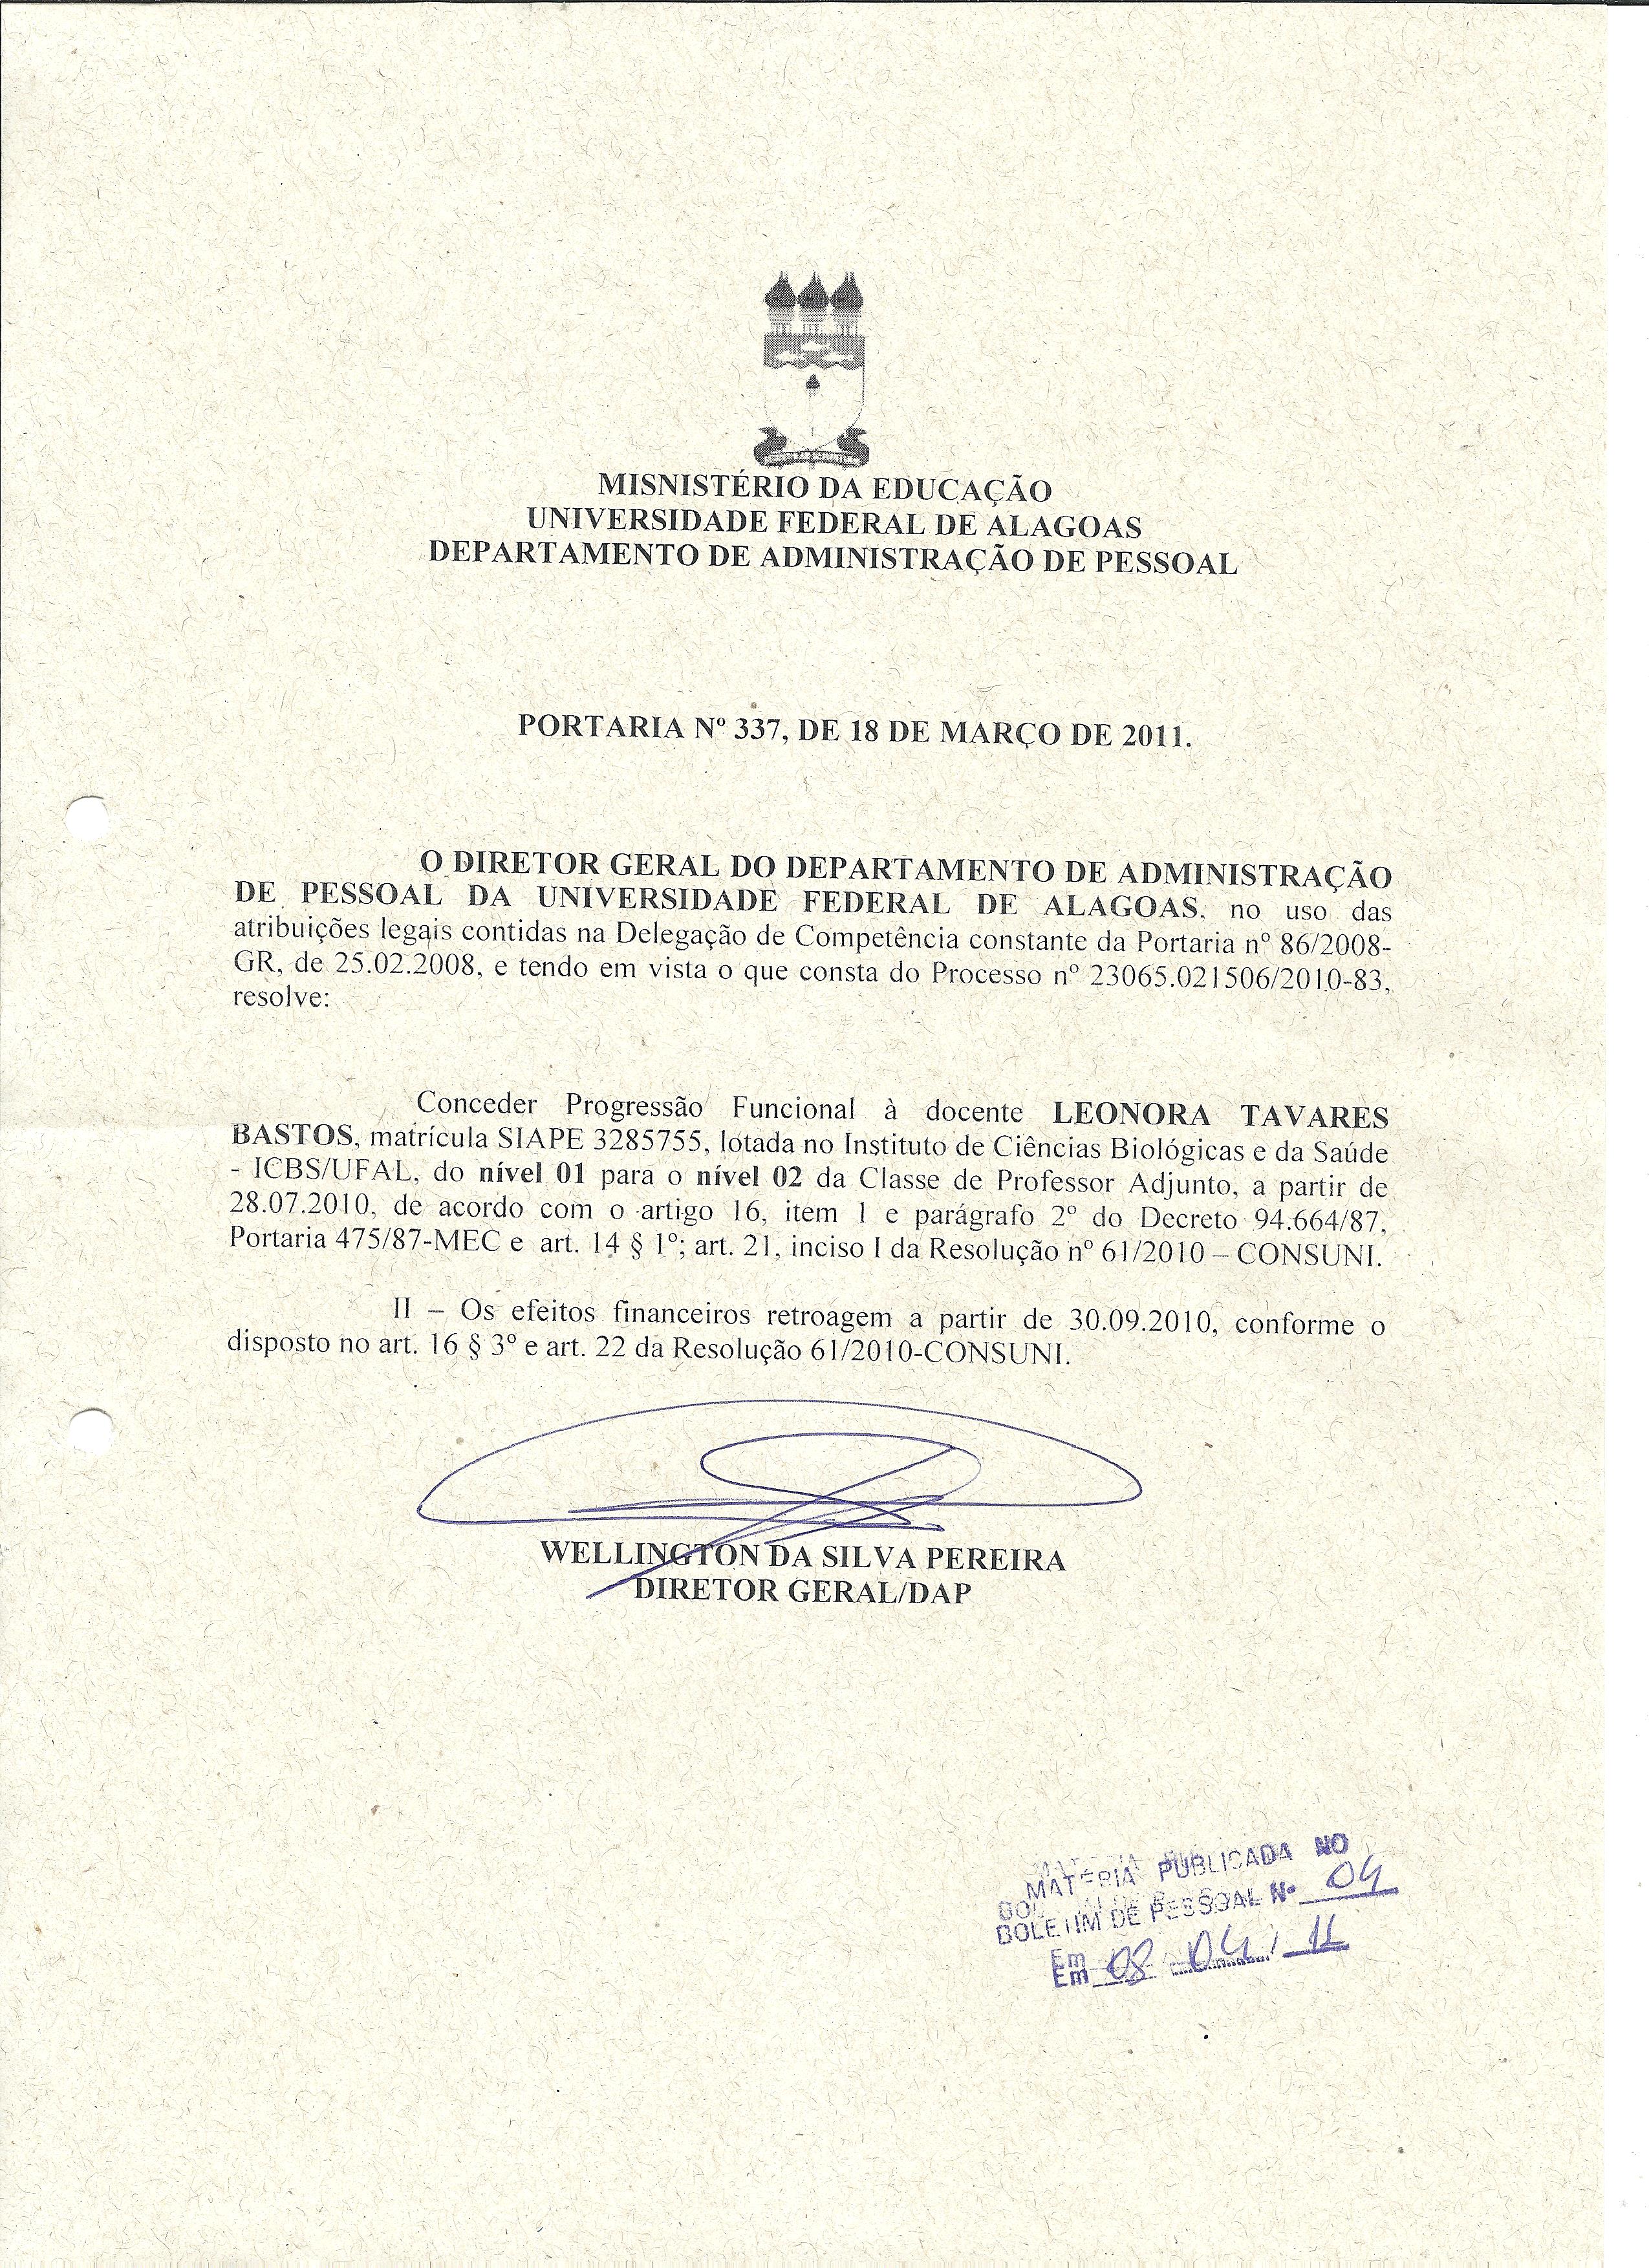 MISNISTÉRIO DA EDUCAÇÃO
UNIVERSIDADE FEDERAL DE ALAGOAS
DEPARTAMENTO DE ADMINISTRAÇÃO DE PESSOAL
PORTARIA Nº 337, DE 18 DE MARÇO DE 2011.
O DIRETOR GERAL DO DEPARTAMENTO DE ADMINISTRAÇÃO
DE PESSOAL DA UNIVERSIDADE FEDERAL DE ALAGOAS, no uso das
atribuições legais contidas na Delegação de Competência constante da Portaria nº 86/2008-
GR, de 25.02.2008, e tendo em vista o que consta do Processo nº 23065.021506/2010-83,
resolve:
Conceder Progressão Funcional à docente LEONORA TAVARES
BASTOS, matrícula SIAPE 3285755, lotada no Instituto de Ciências Biológicas e da Saúde
- ICBS/UFAL, do nível 01 para o nível 02 da Classe de Professor Adjunto, a partir de
28.07.2010, de acordo com o artigo 16, item 1 e parágrafo 2º do Decreto 94.664/87,
Portaria 475/87-MEC e art. 14 § 1º; art. 21, inciso I da Resolução nº 61/2010 – CONSUNI.
II – Os efeitos financeiros retroagem a partir de 30.09.2010, conforme o
disposto no art. 16 § 3º e art. 22 da Resolução 61/2010-CONSUNI.
WELLINGTON DA SILVA PEREIRA
DIRETOR GERAL/DAP
MATÉRIA PUBLICADA NO
BOLETIM DE PESSOAL Nº 04
Em 08 / 04 / 11